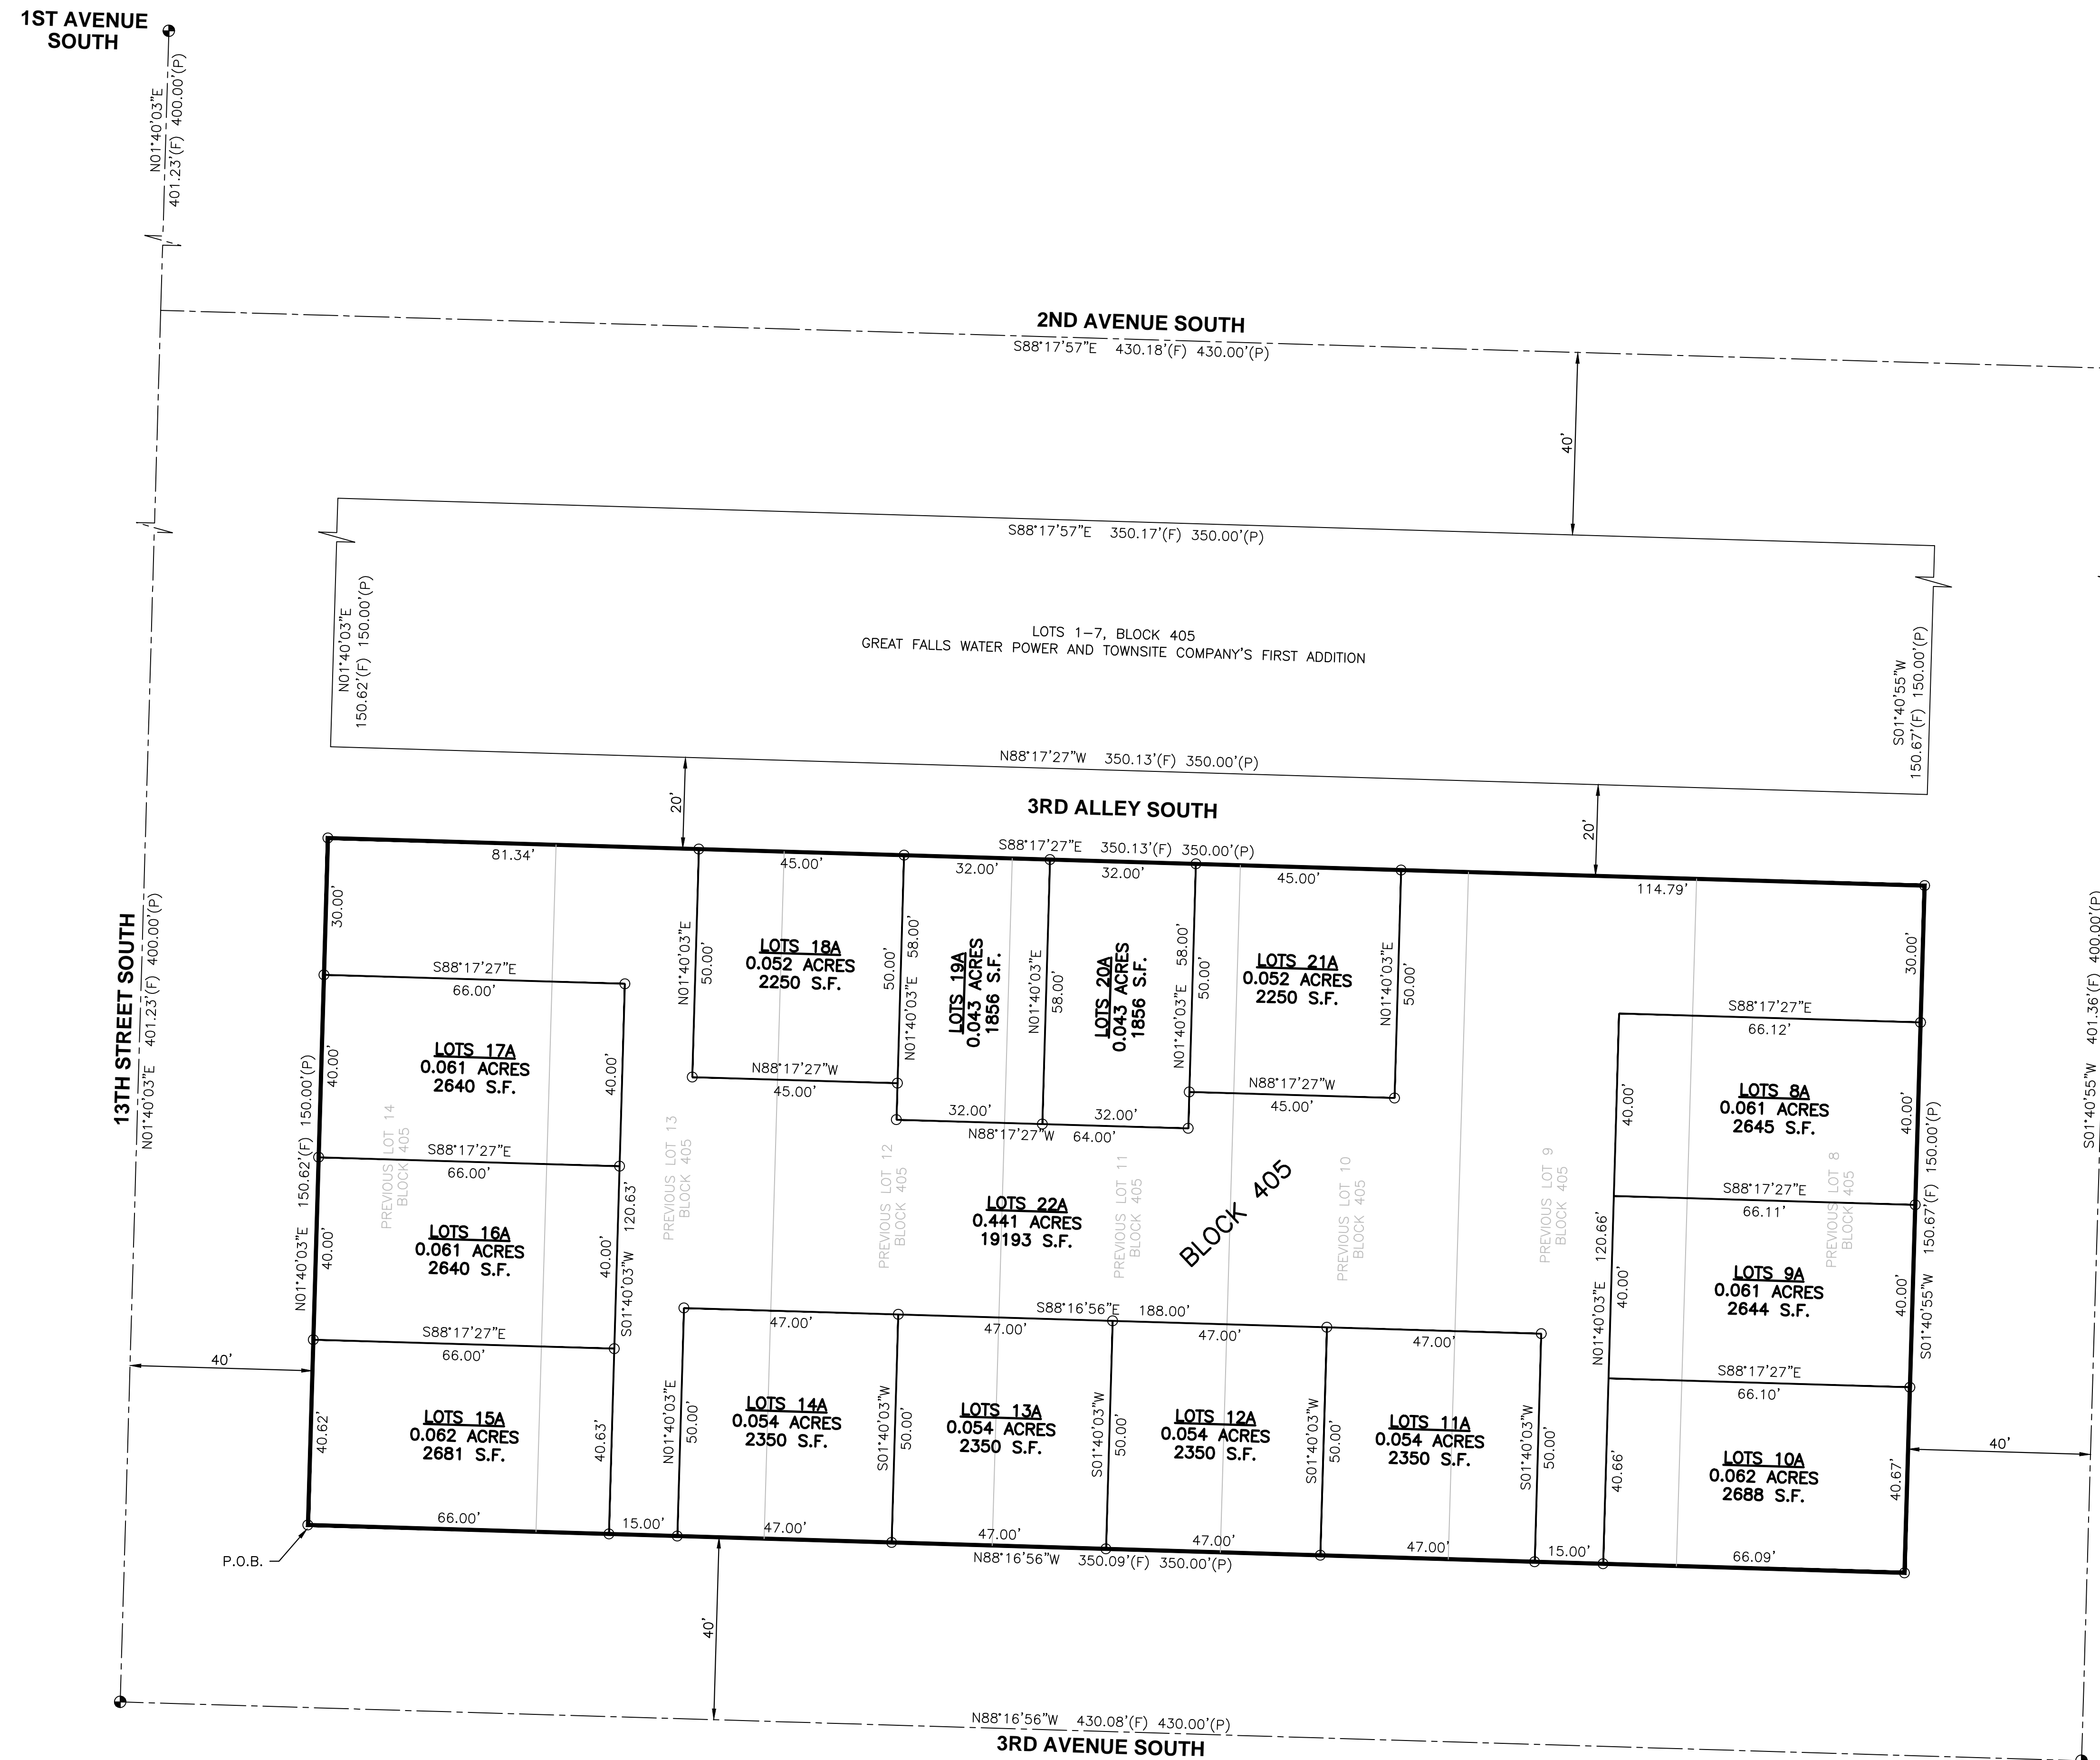 1ST AVENUE
SOUTH
N01°40'03"E
401.23'(F) 400.00'(P)
2ND AVENUE SOUTH
S88°17'57"E 430.18'(F) 430.00'(P)
40'
S88°17'57"E 350.17'(F) 350.00'(P)
N01°40'03"E
150.62'(F) 150.00'(P)
LOTS 1-7, BLOCK 405
GREAT FALLS WATER POWER AND TOWNSITE COMPANY'S FIRST ADDITION
S01°40'55"W
150.67'(F) 150.00'(P)
N88°17'27"W 350.13'(F) 350.00'(P)
20'
3RD ALLEY SOUTH
20'
S88°17'27"E 350.13'(F) 350.00'(P)
81.34'
45.00'
32.00'
32.00'
45.00'
114.79'
13TH STREET SOUTH
N01°40'03"E 401.23'(F) 400.00'(P)
N01°40'03"E 150.62'(F) 150.00'(P)
30.00'
S88°17'27"E
66.00'
40.00'
LOTS 17A
0.061 ACRES
2640 S.F.
40.00'
S88°17'27"E
66.00'
PREVIOUS LOT 14
BLOCK 405
40.00'
LOTS 16A
0.061 ACRES
2640 S.F.
40.00'
S01°40'03"W 120.63'
S88°17'27"E
66.00'
40'
40.62'
LOTS 15A
0.062 ACRES
2681 S.F.
40.63'
66.00'
P.O.B.
N01°40'03"E
50.00'
LOTS 18A
0.052 ACRES
2250 S.F.
50.00'
N88°17'27"W
45.00'
N01°40'03"E 58.00'
LOTS 19A
0.043 ACRES
1856 S.F.
N01°40'03"E
58.00'
LOTS 20A
0.043 ACRES
1856 S.F.
N01°40'03"E 58.00'
50.00'
LOTS 21A
0.052 ACRES
2250 S.F.
N01°40'03"E
50.00'
N88°17'27"W
45.00'
32.00'
32.00'
N88°17'27"W 64.00'
PREVIOUS LOT 13
BLOCK 405
PREVIOUS LOT 12
BLOCK 405
LOTS 22A
0.441 ACRES
19193 S.F.
PREVIOUS LOT 11
BLOCK 405
BLOCK 405
PREVIOUS LOT 10
BLOCK 405
PREVIOUS LOT 9
BLOCK 405
S88°16'56"E 188.00'
47.00'
47.00'
47.00'
47.00'
N01°40'03"E
50.00'
LOTS 14A
0.054 ACRES
2350 S.F.
S01°40'03"W
50.00'
LOTS 13A
0.054 ACRES
2350 S.F.
S01°40'03"W
50.00'
LOTS 12A
0.054 ACRES
2350 S.F.
S01°40'03"W
50.00'
LOTS 11A
0.054 ACRES
2350 S.F.
S01°40'03"W
50.00'
15.00'
47.00'
47.00'
47.00'
47.00'
15.00'
66.09'
N88°16'56"W 350.09'(F) 350.00'(P)
30.00'
S88°17'27"E
66.12'
40.00'
LOTS 8A
0.061 ACRES
2645 S.F.
40.00'
S88°17'27"E
66.11'
PREVIOUS LOT 8
BLOCK 405
N01°40'03"E 120.66'
40.00'
LOTS 9A
0.061 ACRES
2644 S.F.
40.00'
S01°40'55"W 150.67'(F) 150.00'(P)
S88°17'27"E
66.10'
40.66'
LOTS 10A
0.062 ACRES
2688 S.F.
40.67'
40'
S01°40'55"W 401.36'(F) 400.00'(P)
40'
N88°16'56"W 430.08'(F) 430.00'(P)
3RD AVENUE SOUTH